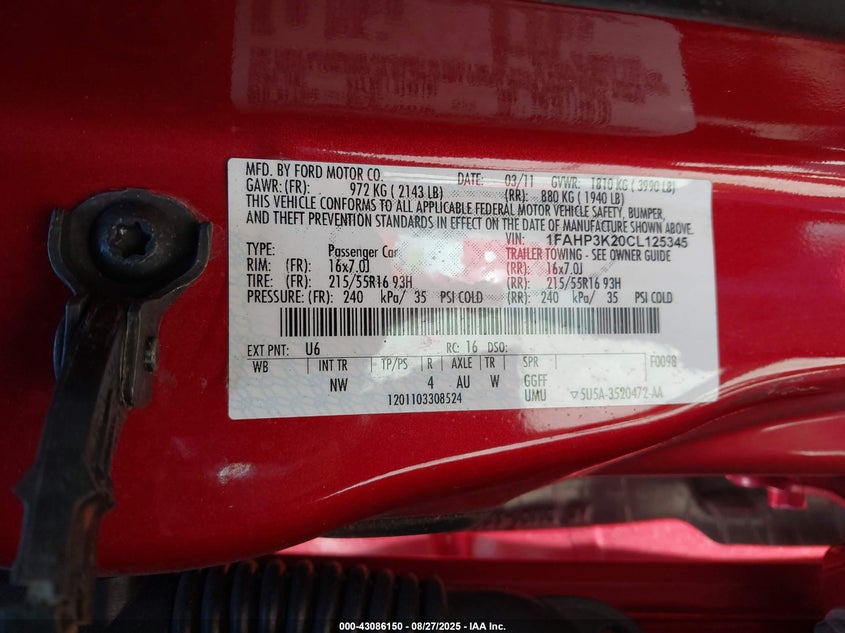 MFD. BY FORD MOTOR CO. DATE: 03/11 GVWR: 1810 KG ( 3990 LB)
GAWR: (FR): 972 KG ( 2143 LB) (RR): 880 KG ( 1940 LB)
THIS VEHICLE CONFORMS TO ALL APPLICABLE FEDERAL MOTOR VEHICLE SAFETY, BUMPER,
AND THEFT PREVENTION STANDARDS IN EFFECT ON THE DATE OF MANUFACTURE SHOWN ABOVE.
VIN: 1FAHP3K20CL125345
TYPE: Passenger Car TRAILER TOWING - SEE OWNER GUIDE
RIM: (FR): 16x7.0J (RR): 16x7.0J
TIRE: (FR): 215/55R16 93H (RR): 215/55R16 93H
PRESSURE: (FR): 240 kPa/ 35 PSI COLD (RR): 240 kPa/ 35 PSI COLD
EXT PNT: U6 RC: 16 DSO: F0098
WB INT TR TP/PS R AXLE TR SPR
NW 4 AU W GGFF
1201103308524 UMU ▽5U5A-3520472-AA
000-43086150 - 08/27/2025 - IAA Inc.